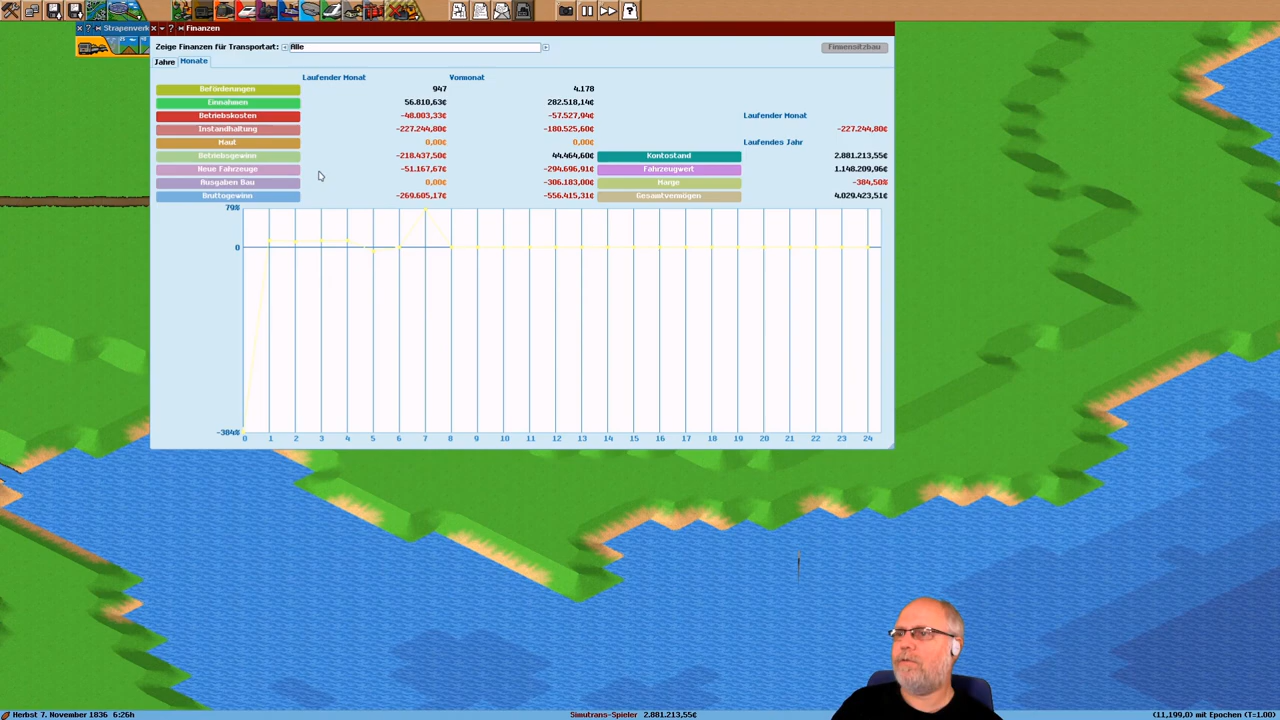 Straßenverk
Finanzen
Zeige Finanzen für Transportart: Alle
Firmensitzbau
Jahre Monate
Laufender Monat Vormonat
Beförderungen 947 4.178
Einnahmen 56.810,63¢ 282.518,14¢
Betriebskosten -48.003,33¢ -57.527,94¢ Laufender Monat
Instandhaltung -227.244,80¢ -180.525,60¢ -227.244,80¢
Maut 0,00¢ 0,00¢ Laufendes Jahr
Betriebsgewinn -218.437,50¢ 44.464,60¢ Kontostand 2.881.213,55¢
Neue Fahrzeuge -51.167,67¢ -294.696,91¢ Fahrzeugwert 1.148.209,96¢
Ausgaben Bau 0,00¢ -306.183,00¢ Marge -384,50%
Bruttogewinn -269.605,17¢ -556.415,31¢ Gesamtvermögen 4.029.423,51¢
79%
0
-384%
0 1 2 3 4 5 6 7 8 9 10 11 12 13 14 15 16 17 18 19 20 21 22 23 24
Herbst 7. November 1836 6:26h Simutrans-Spieler 2.881.213,55¢ (11,199,0) mit Epochen (T=1.00)